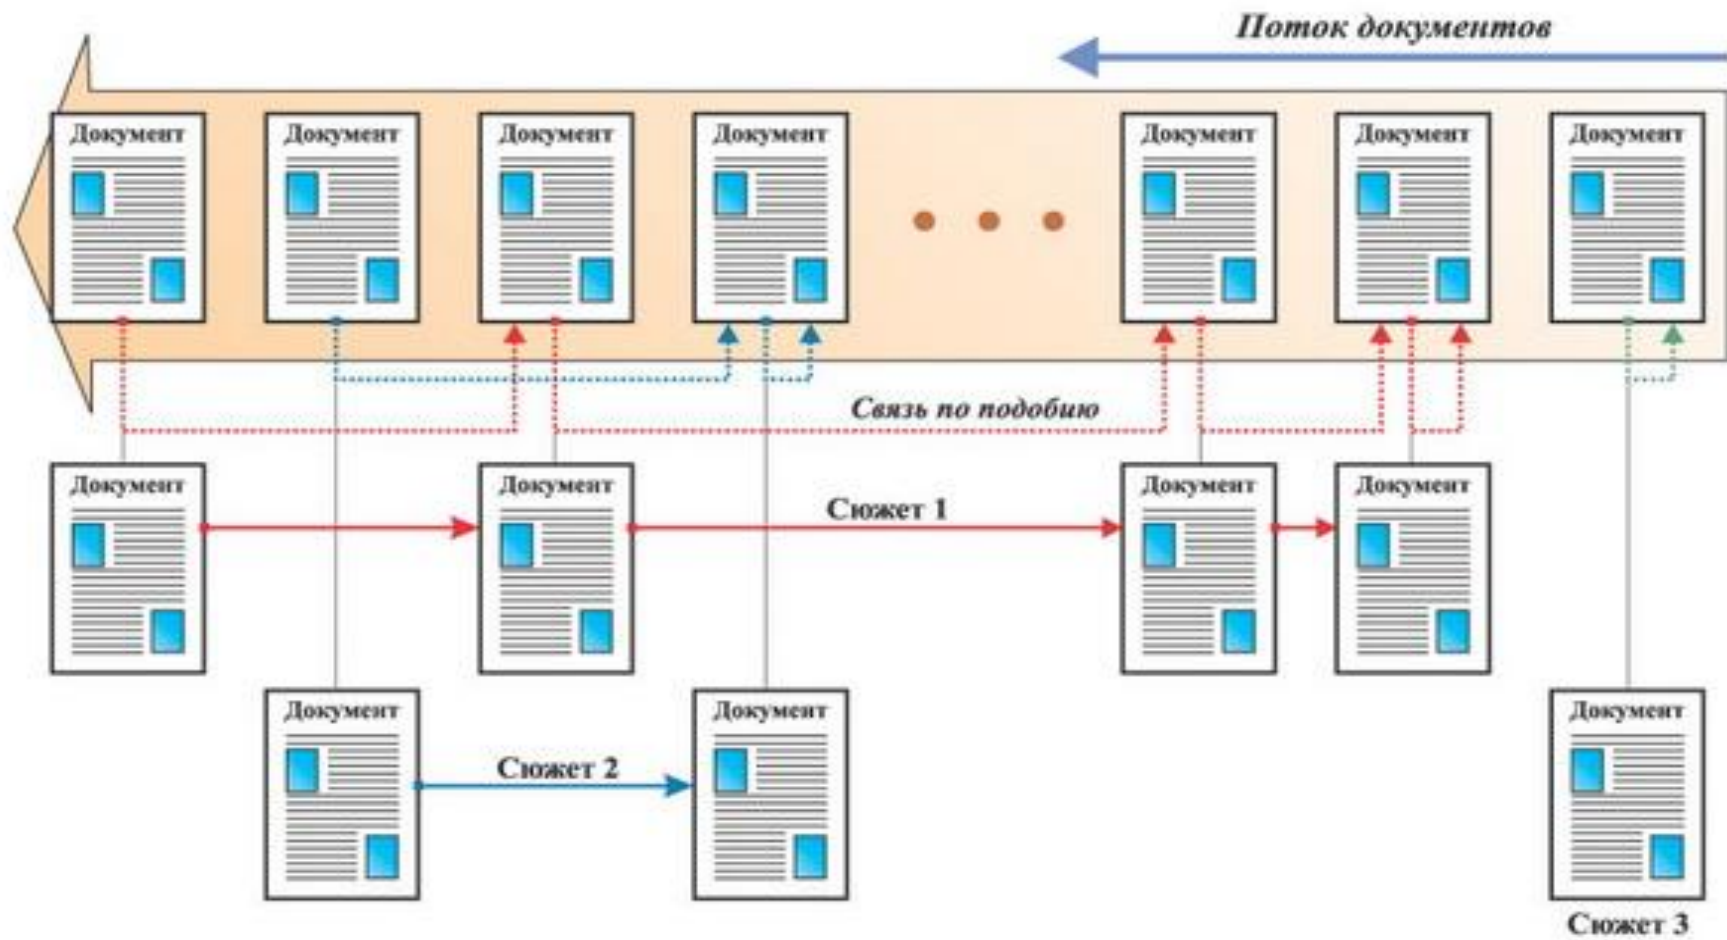 Поток документов
Документ
Документ
Документ
Документ
Документ
Документ
Документ
Связь по подобию
Документ
Документ
Документ
Документ
Сюжет 1
Документ
Документ
Документ
Сюжет 2
Сюжет 3